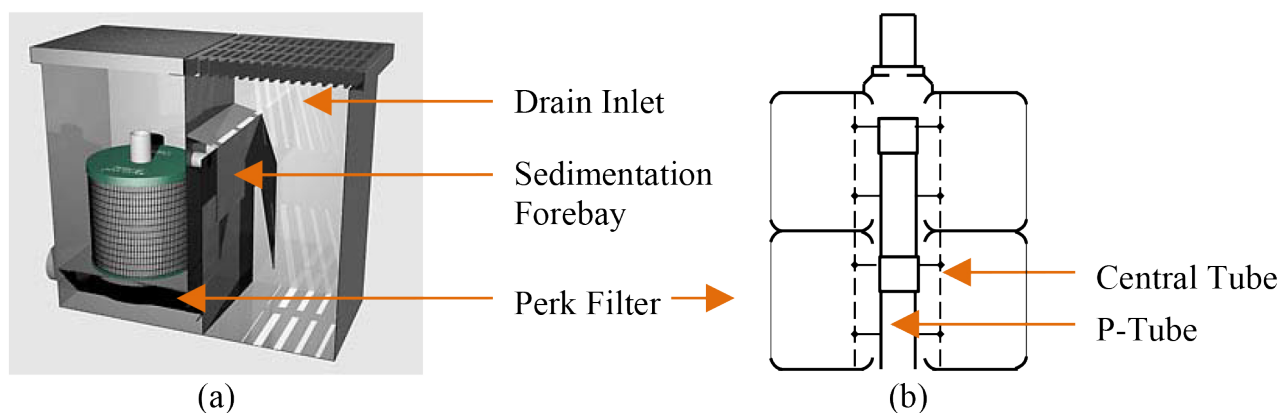 Drain Inlet
Sedimentation
Forebay
Perk Filter
Central Tube
P-Tube
(a)
(b)